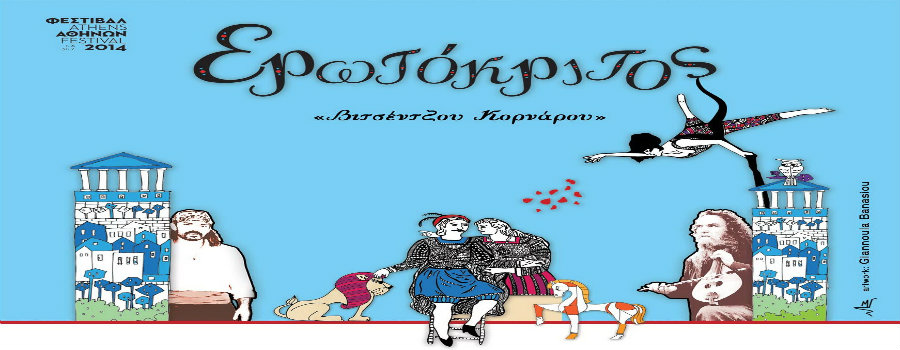 ΦΕΣΤΙΒΑΛ
ATHENS
ΑΘΗΝΩΝ
FESTIVAL
2014
Ερωτόκριτος
«Βιτσέντζου Κορνάρου»
artwork: Giannoula Banasiou